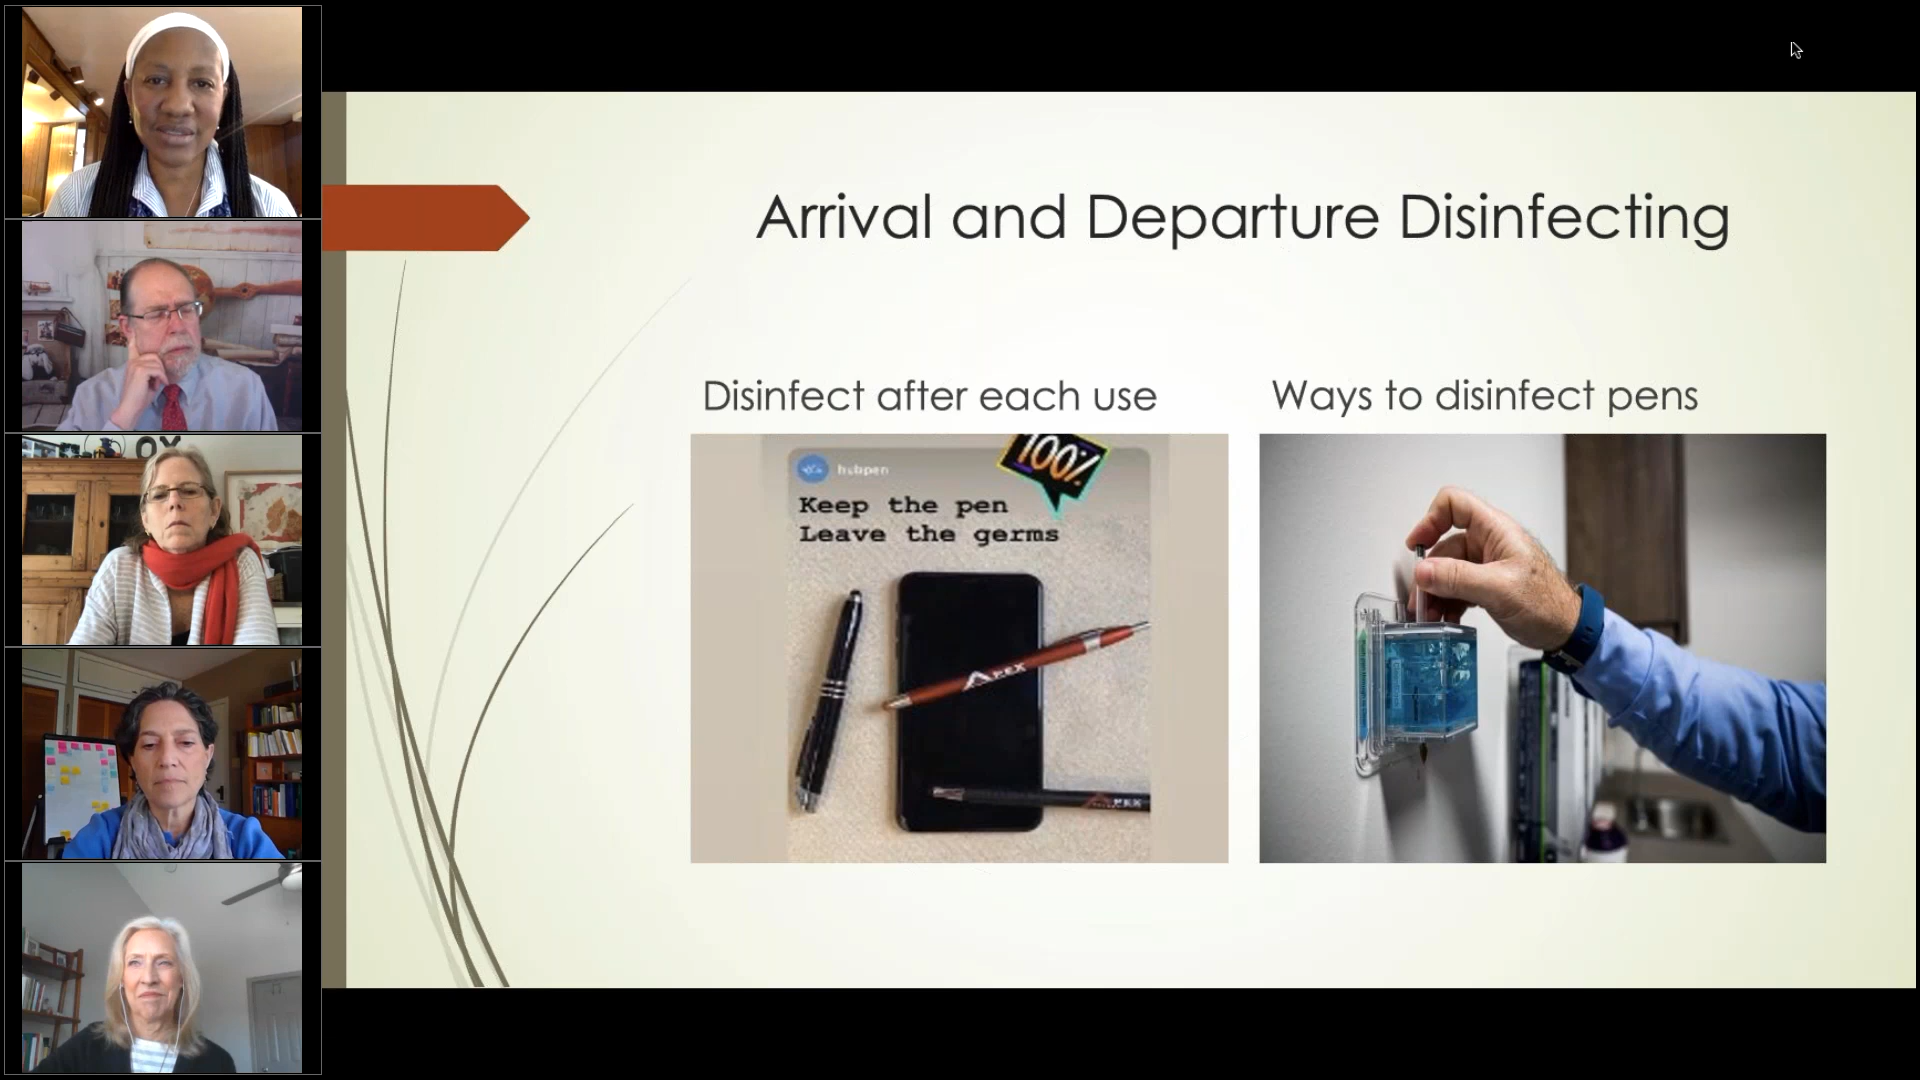 Arrival and Departure Disinfecting
Disinfect after each use
Ways to disinfect pens
100%
hubpen
Keep the pen
Leave the germs
APEX
APEX